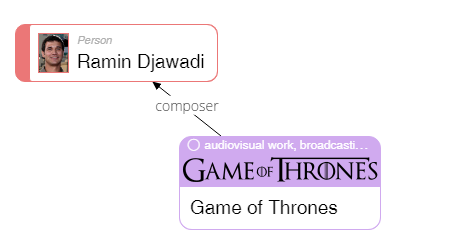 Person
Ramin Djawadi
composer
audiovisual work, broadcasti...
GAME OF THRONES
Game of Thrones